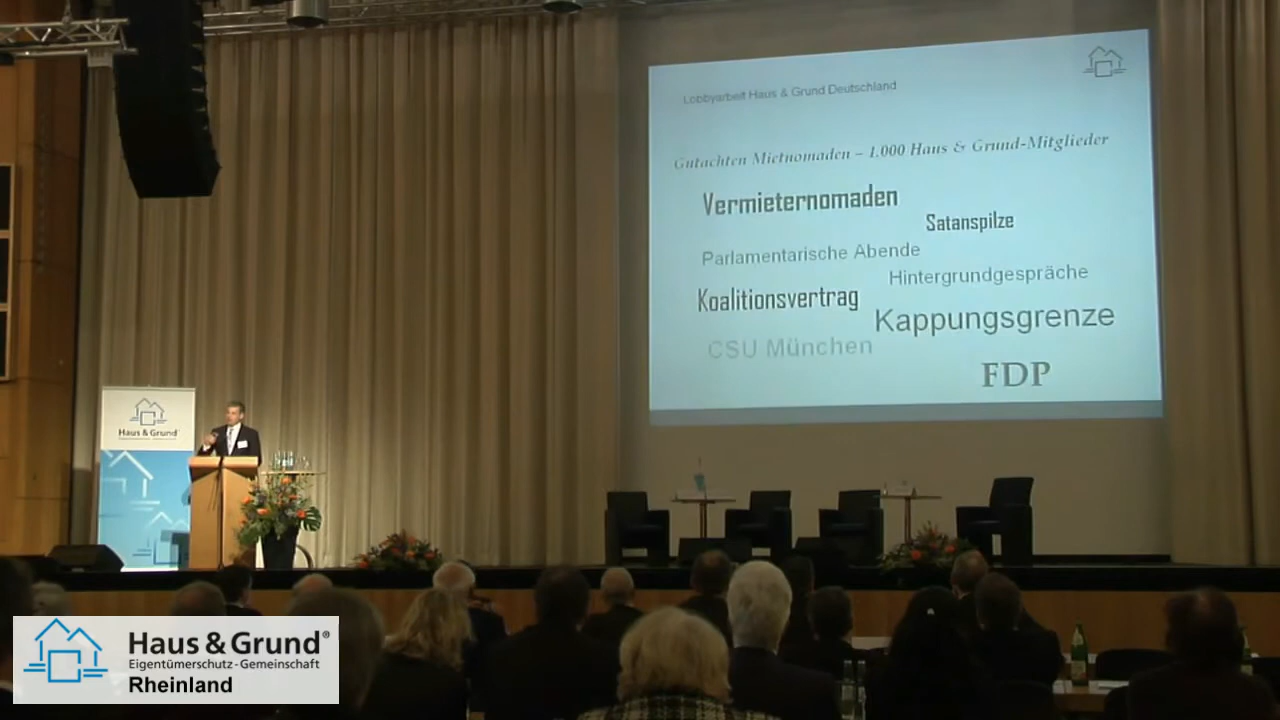 Lobbyarbeit Haus & Grund Deutschland
Gutachten Mietnomaden – 1.000 Haus & Grund-Mitglieder
Vermieternomaden
Satanspilze
Parlamentarische Abende
Hintergrundgespräche
Koalitionsvertrag
Kappungsgrenze
CSU München
FDP
Haus & Grund®
Haus & Grund®
Eigentümerschutz-Gemeinschaft
Rheinland